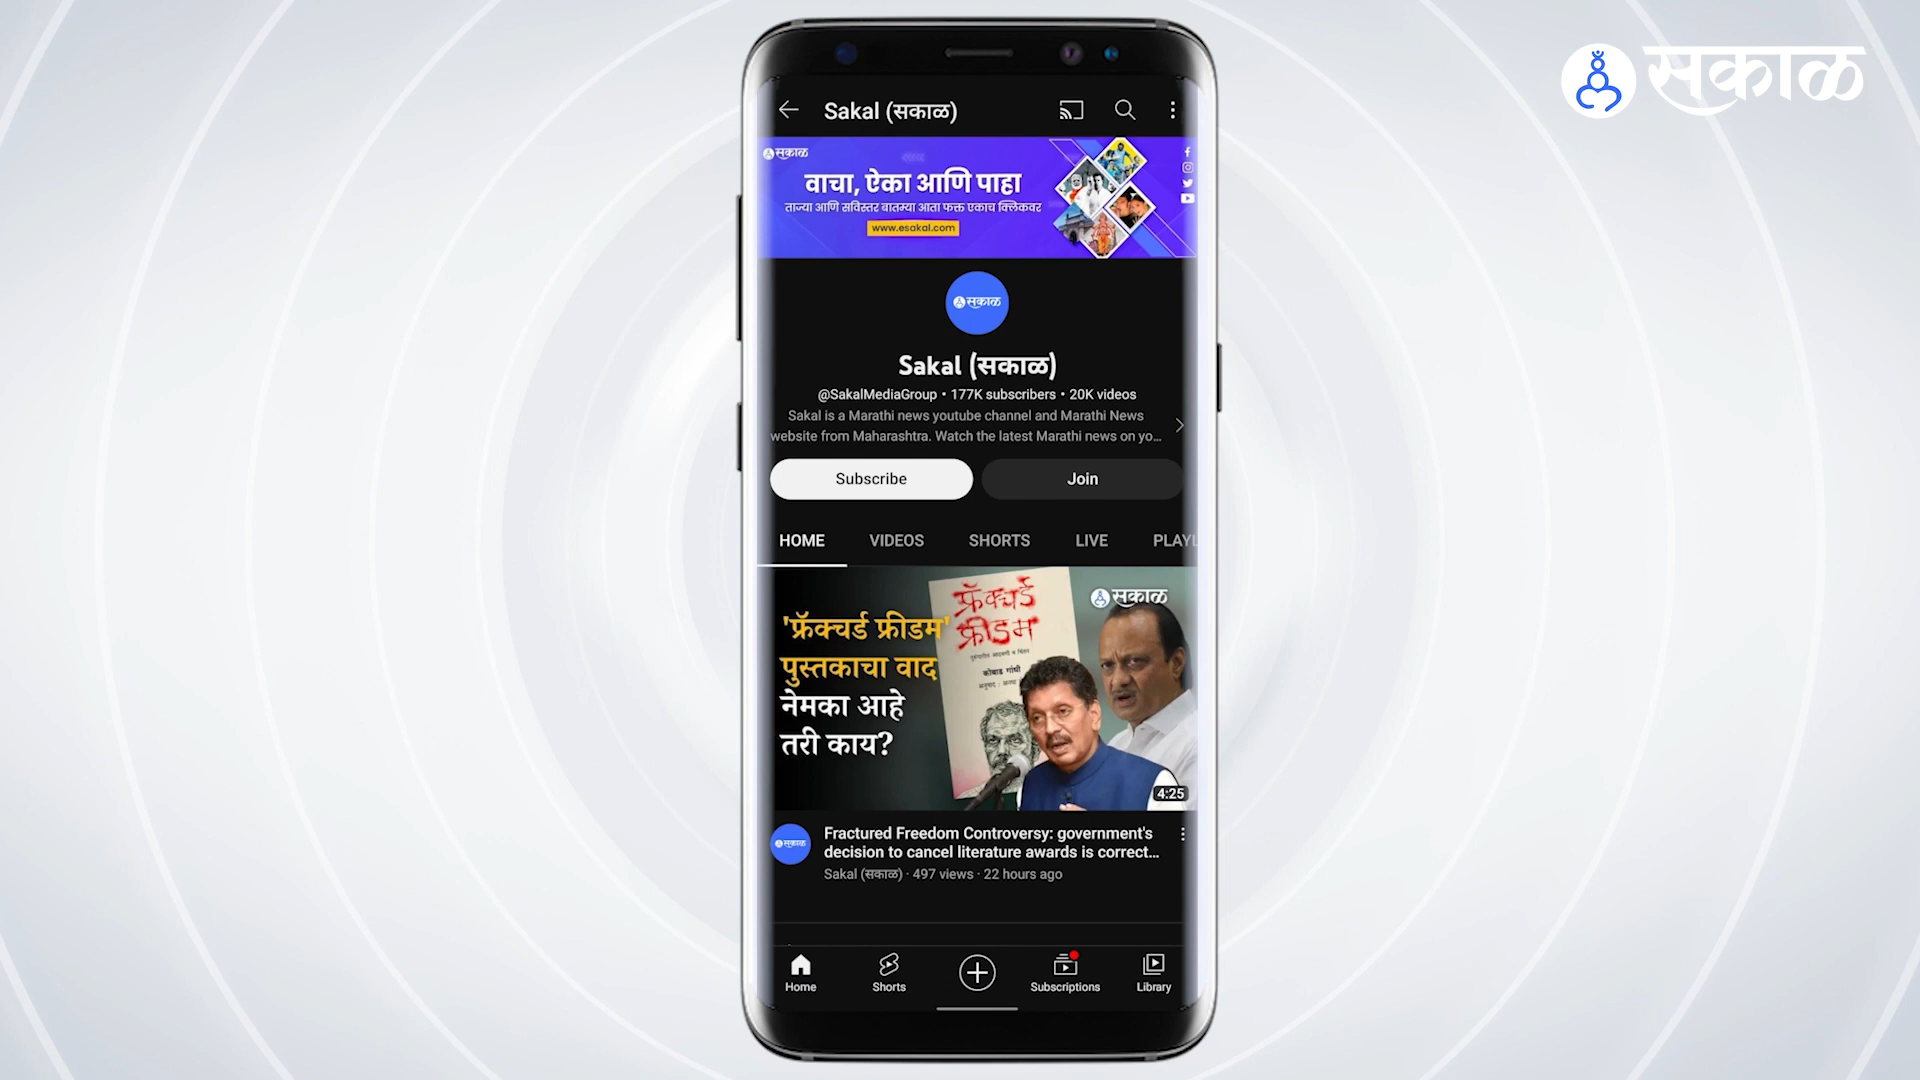 सकाळ
Sakal (सकाळ)
सकाळ
वाचा, ऐका आणि पाहा
ताज्या आणि सविस्तर बातम्या आता फक्त एकाच क्लिकवर
www.esakal.com
सकाळ
Sakal (सकाळ)
@SakalMediaGroup • 177K subscribers • 20K videos
Sakal is a Marathi news youtube channel and Marathi News
website from Maharashtra. Watch the latest Marathi news on yo...
Subscribe
Join
HOME
VIDEOS
SHORTS
LIVE
PLAYL
सकाळ
'फ्रॅक्चर्ड फ्रीडम'
पुस्तकाचा वाद
नेमका आहे
तरी काय?
फ्रॅक्चर्ड
फ्रीडम
कोबाड गांधी
4:25
सकाळ
Fractured Freedom Controversy: government's
decision to cancel literature awards is correct...
Sakal (सकाळ) · 497 views · 22 hours ago
Home
Shorts
Subscriptions
Library